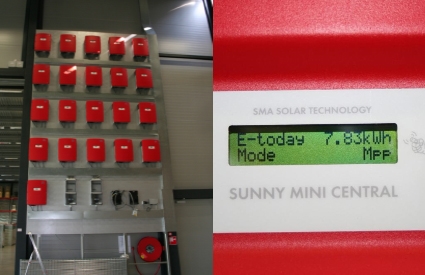 SMA SOLAR TECHNOLOGY
E-today 7.83kWh
Mode Mpp
SUNNY MINI CENTRAL